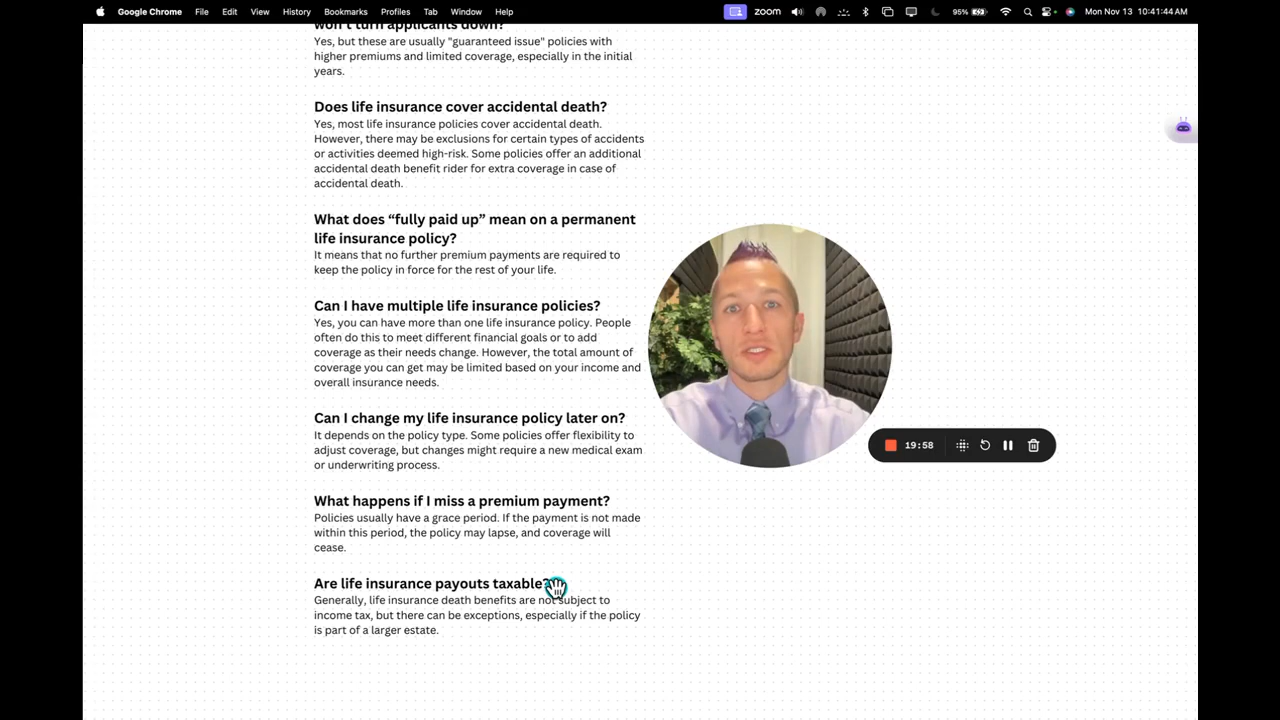 Google Chrome File Edit View History Bookmarks Profiles Tab Window Help zoom 95% Mon Nov 13 10:41:44 AM
won't turn applicants down?
Yes, but these are usually "guaranteed issue" policies with
higher premiums and limited coverage, especially in the initial
years.
Does life insurance cover accidental death?
Yes, most life insurance policies cover accidental death.
However, there may be exclusions for certain types of accidents
or activities deemed high-risk. Some policies offer an additional
accidental death benefit rider for extra coverage in case of
accidental death.
What does “fully paid up” mean on a permanent
life insurance policy?
It means that no further premium payments are required to
keep the policy in force for the rest of your life.
Can I have multiple life insurance policies?
Yes, you can have more than one life insurance policy. People
often do this to meet different financial goals or to add
coverage as their needs change. However, the total amount of
coverage you can get may be limited based on your income and
overall insurance needs.
Can I change my life insurance policy later on?
It depends on the policy type. Some policies offer flexibility to
adjust coverage, but changes might require a new medical exam
or underwriting process.
What happens if I miss a premium payment?
Policies usually have a grace period. If the payment is not made
within this period, the policy may lapse, and coverage will
cease.
Are life insurance payouts taxable?
Generally, life insurance death benefits are not subject to
income tax, but there can be exceptions, especially if the policy
is part of a larger estate.
19:58